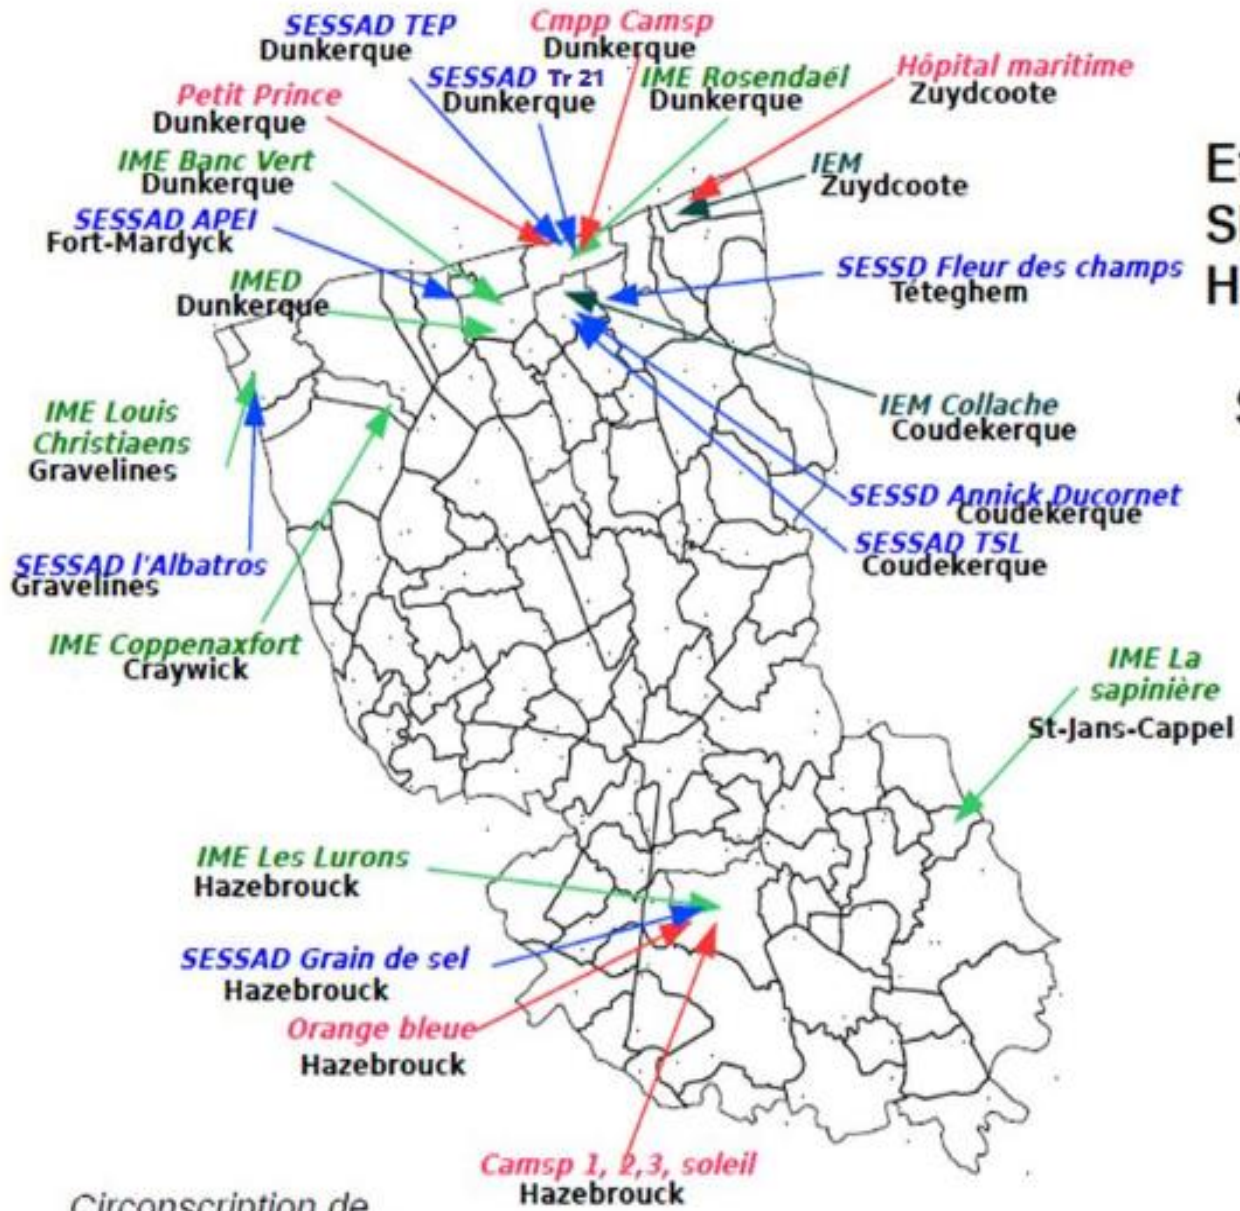 SESSAD TEP
Dunkerque
Cmpp Camsp
Dunkerque
SESSAD Tr 21
Dunkerque
IME Rosendaël
Dunkerque
Hôpital maritime
Zuydcoote
Petit Prince
Dunkerque
IME Banc Vert
Dunkerque
IEM
Zuydcoote
SESSAD APEI
Fort-Mardyck
SESSD Fleur des champs
Téteghem
IMED
Dunkerque
IME Louis
Christiaens
Gravelines
IEM Collache
Coudekerque
SESSD Annick Ducornet
Coudekerque
SESSAD TSL
Coudekerque
SESSAD l'Albatros
Gravelines
IME Coppenaxfort
Craywick
IME La
sapinière
St-Jans-Cappel
IME Les Lurons
Hazebrouck
SESSAD Grain de sel
Hazebrouck
Orange bleue
Hazebrouck
Camsp 1, 2,3, soleil
Hazebrouck
Circonscription de